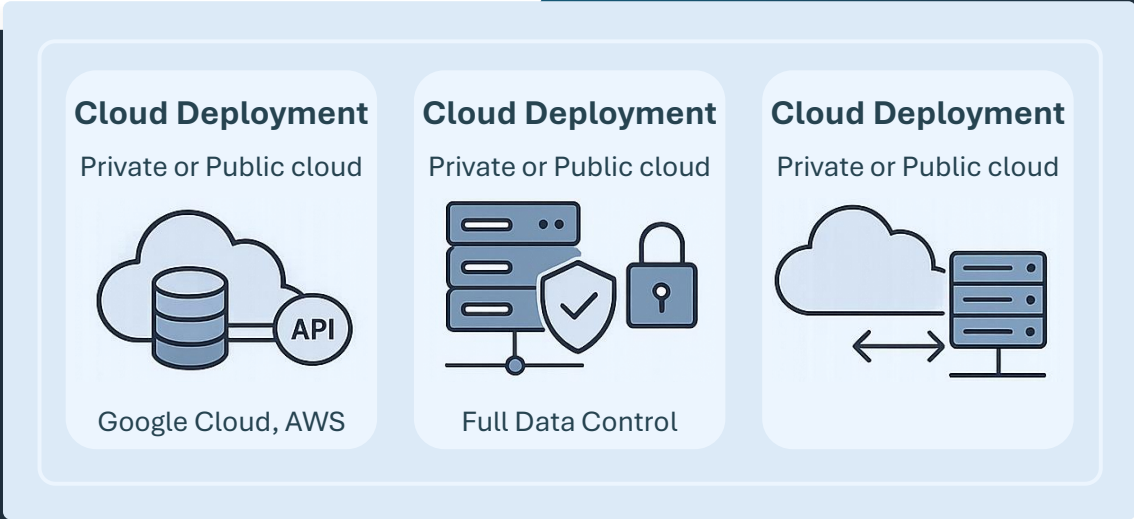 Cloud Deployment
Private or Public cloud
API
Google Cloud, AWS
Cloud Deployment
Private or Public cloud
Full Data Control
Cloud Deployment
Private or Public cloud